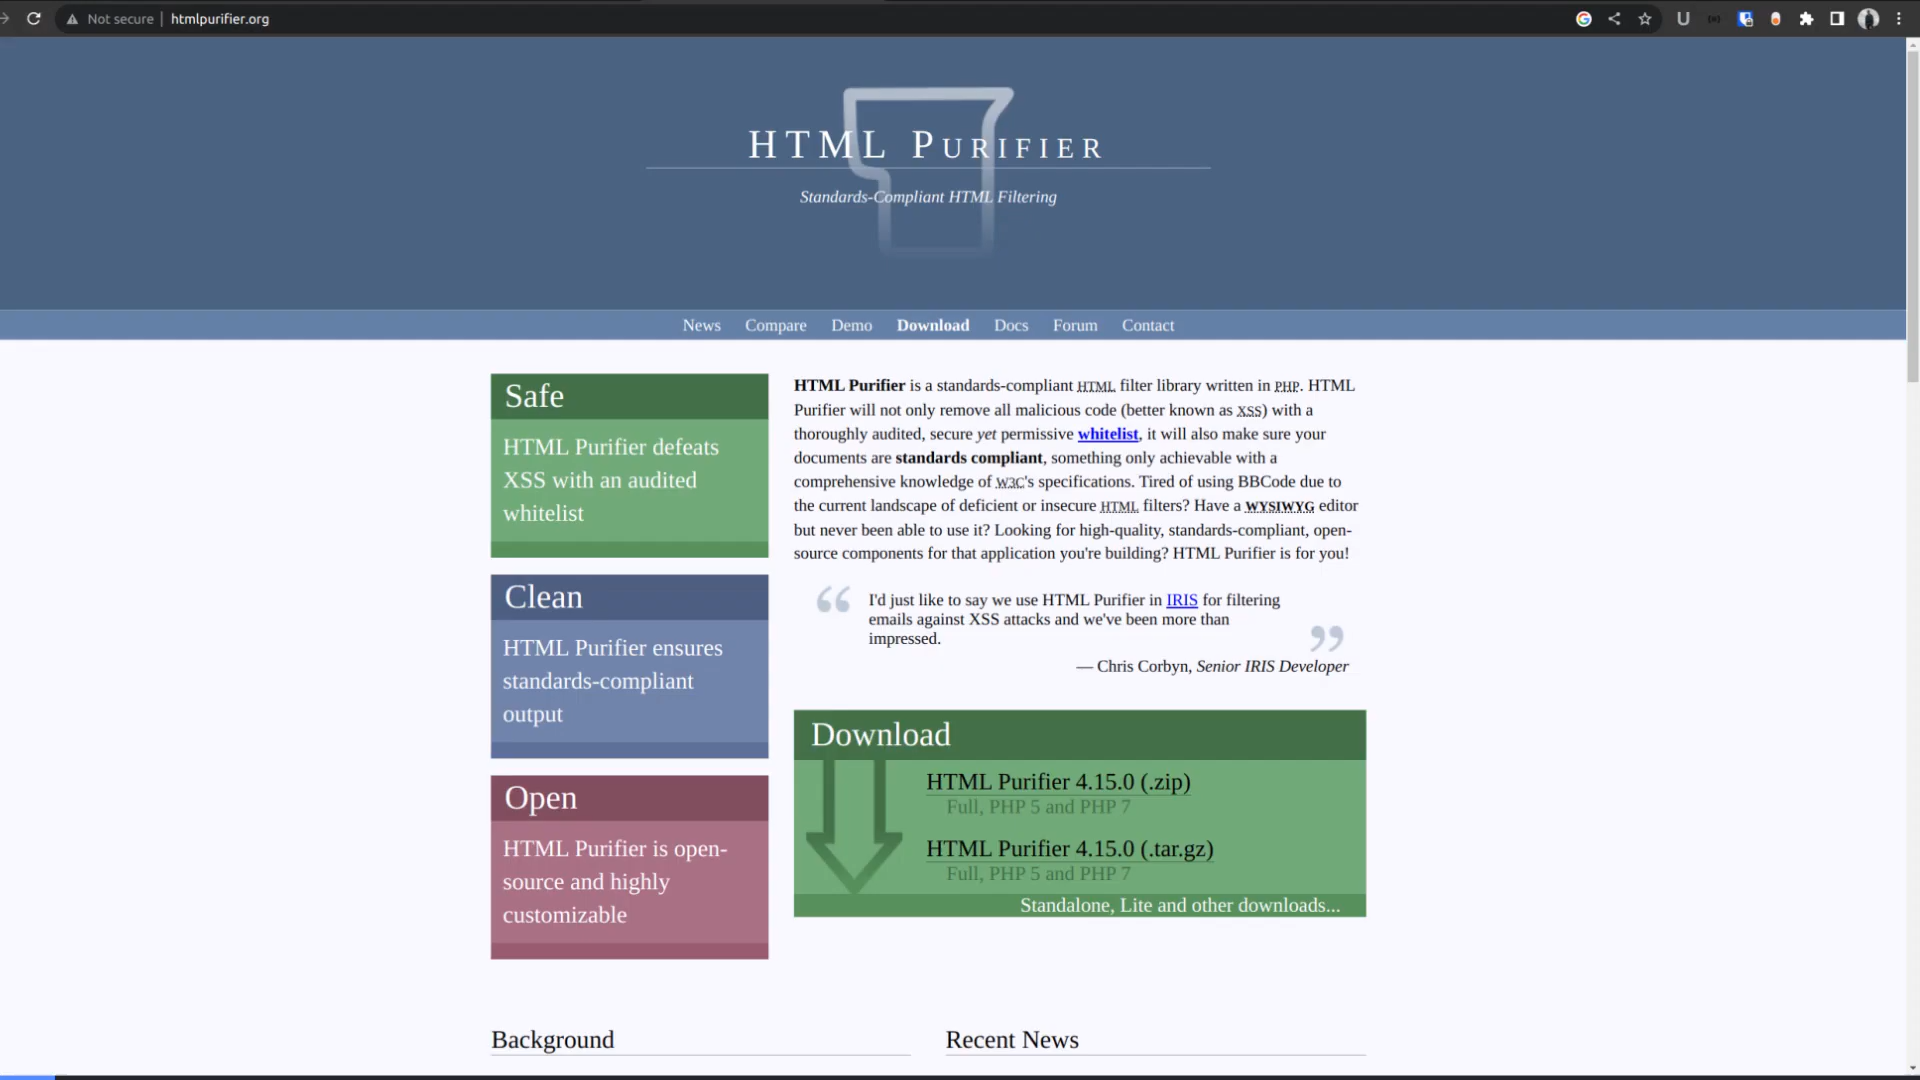 Not secure | htmlpurifier.org
HTML Purifier
Standards-Compliant HTML Filtering
News Compare Demo Download Docs Forum Contact
Safe
HTML Purifier defeats
XSS with an audited
whitelist
Clean
HTML Purifier ensures
standards-compliant
output
Open
HTML Purifier is open-
source and highly
customizable
HTML Purifier is a standards-compliant HTML filter library written in PHP. HTML
Purifier will not only remove all malicious code (better known as XSS) with a
thoroughly audited, secure yet permissive whitelist, it will also make sure your
documents are standards compliant, something only achievable with a
comprehensive knowledge of W3C's specifications. Tired of using BBCode due to
the current landscape of deficient or insecure HTML filters? Have a WYSIWYG editor
but never been able to use it? Looking for high-quality, standards-compliant, open-
source components for that application you're building? HTML Purifier is for you!
“ I'd just like to say we use HTML Purifier in IRIS for filtering
emails against XSS attacks and we've been more than
impressed. ”
— Chris Corbyn, Senior IRIS Developer
Download
HTML Purifier 4.15.0 (.zip)
Full, PHP 5 and PHP 7
HTML Purifier 4.15.0 (.tar.gz)
Full, PHP 5 and PHP 7
Standalone, Lite and other downloads...
Background
Recent News